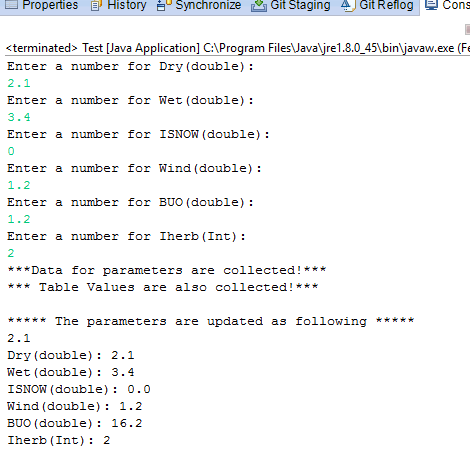 Properties History Synchronize Git Staging Git Reflog Cons
<terminated> Test [Java Application] C:\Program Files\Java\jre1.8.0_45\bin\javaw.exe (Fe
Enter a number for Dry(double):
2.1
Enter a number for Wet(double):
3.4
Enter a number for ISNOW(double):
0
Enter a number for Wind(double):
1.2
Enter a number for BUO(double):
1.2
Enter a number for Iherb(Int):
2
***Data for parameters are collected!***
*** Table Values are also collected!***
***** The parameters are updated as following *****
2.1
Dry(double): 2.1
Wet(double): 3.4
ISNOW(double): 0.0
Wind(double): 1.2
BUO(double): 16.2
Iherb(Int): 2